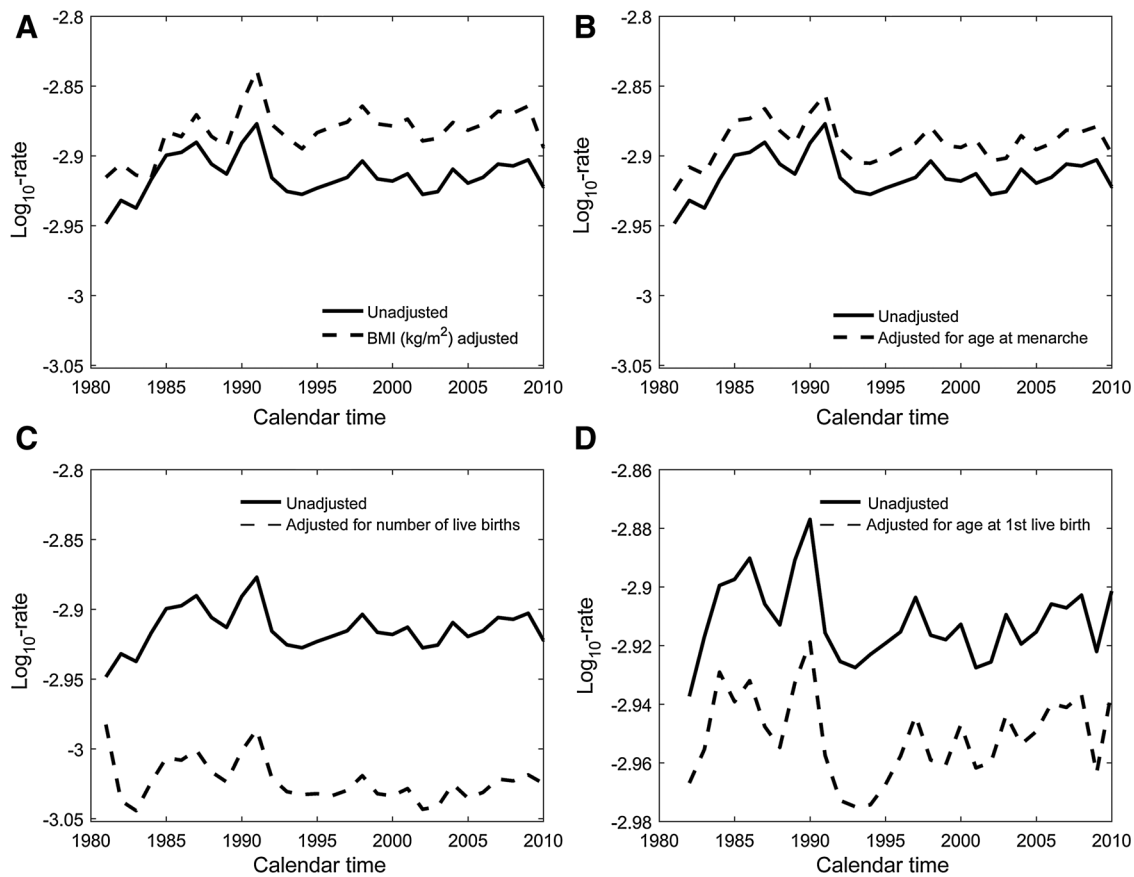 A
-2.8
-2.85
-2.9
-2.95
-3
-3.05
Log10-rate
Unadjusted
BMI (kg/m2) adjusted
1980 1985 1990 1995 2000 2005 2010
Calendar time
B
-2.8
-2.85
-2.9
-2.95
-3
-3.05
Log10-rate
Unadjusted
Adjusted for age at menarche
1980 1985 1990 1995 2000 2005 2010
Calendar time
C
-2.8
-2.85
-2.9
-2.95
-3
-3.05
Log10-rate
Unadjusted
Adjusted for number of live births
1980 1985 1990 1995 2000 2005 2010
Calendar time
D
-2.86
-2.88
-2.9
-2.92
-2.94
-2.96
-2.98
Log10-rate
Unadjusted
Adjusted for age at 1st live birth
1980 1985 1990 1995 2000 2005 2010
Calendar time